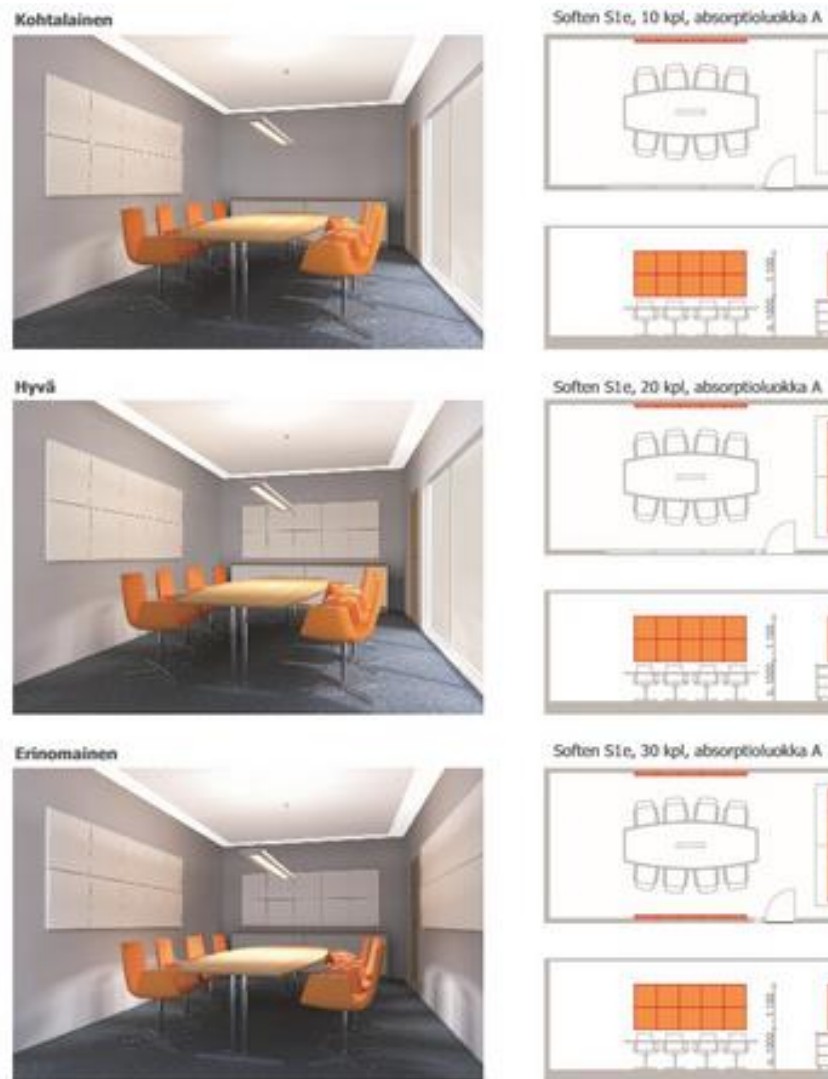 Kohtalainen
Soften S1e, 10 kpl, absorptioluokka A
Hyvä
Soften S1e, 20 kpl, absorptioluokka A
Erinomainen
Soften S1e, 30 kpl, absorptioluokka A